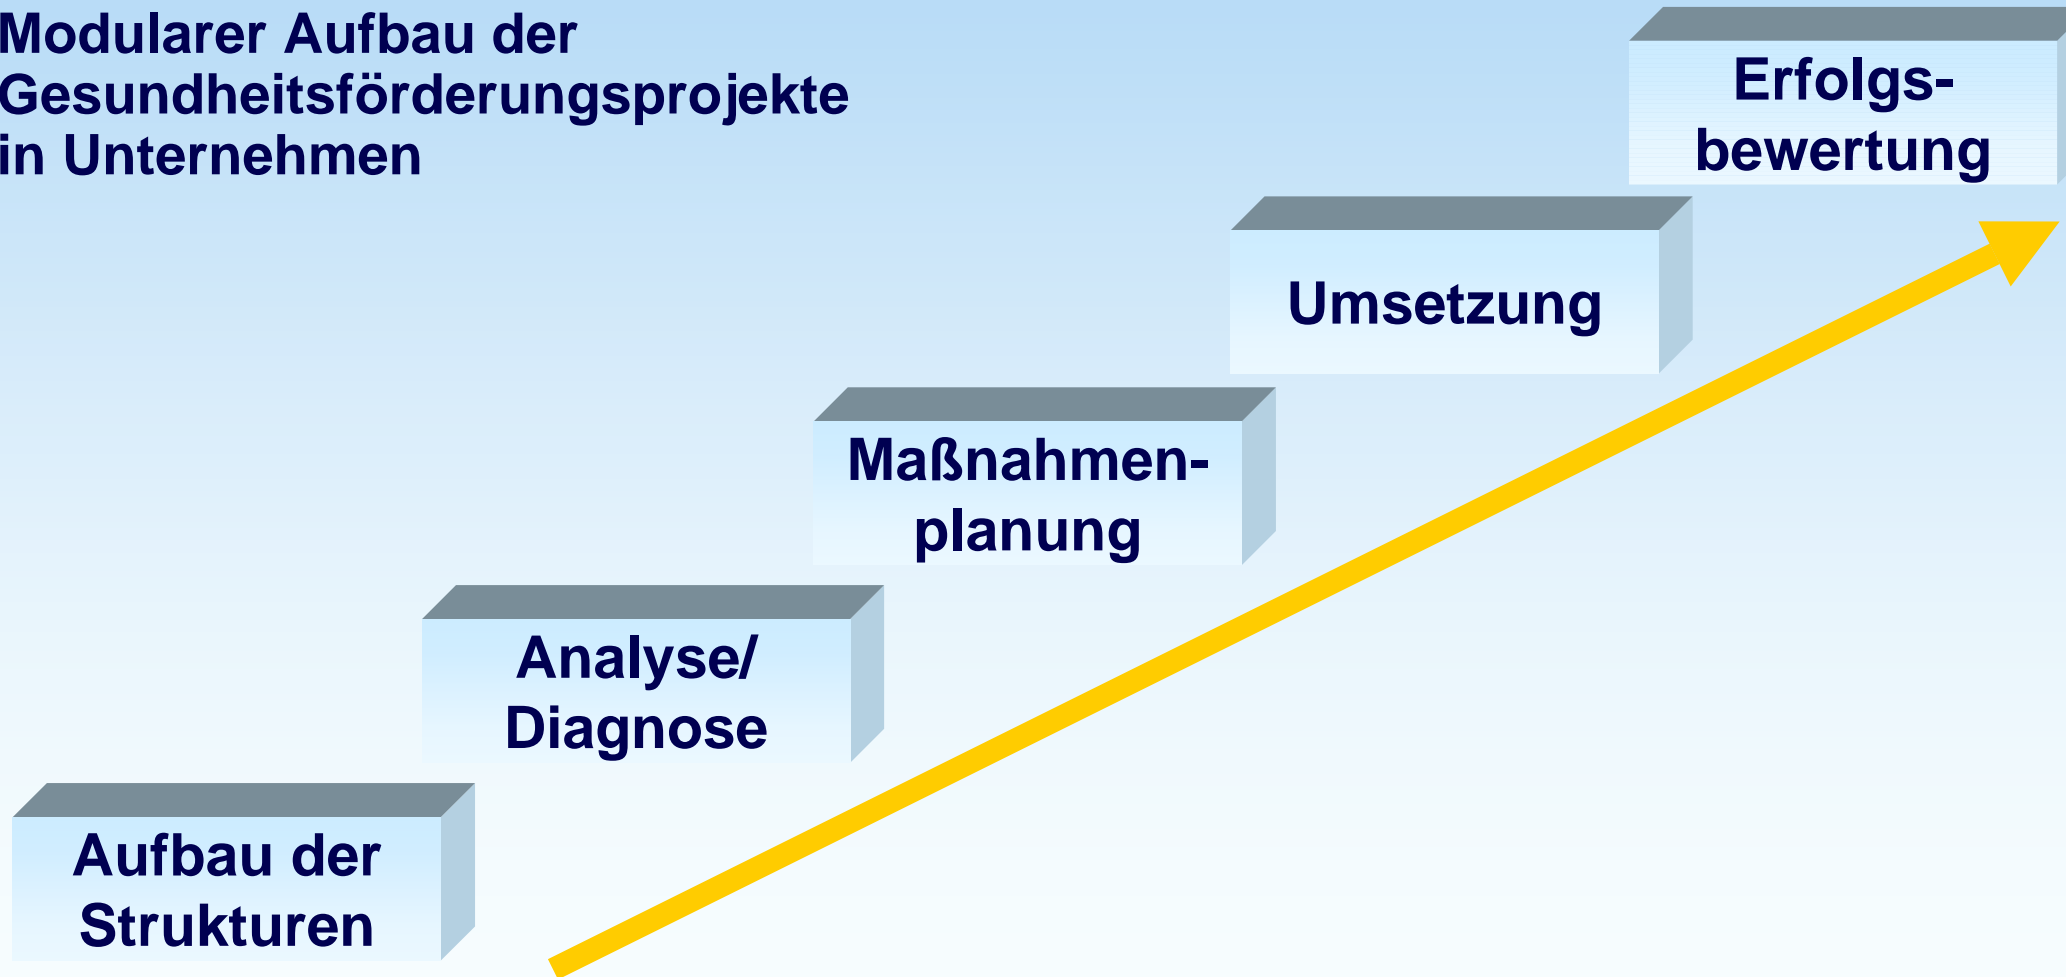 Modularer Aufbau der
Gesundheitsförderungsprojekte
in Unternehmen
Erfolgs-
bewertung
Umsetzung
Maßnahmen-
planung
Analyse/
Diagnose
Aufbau der
Strukturen